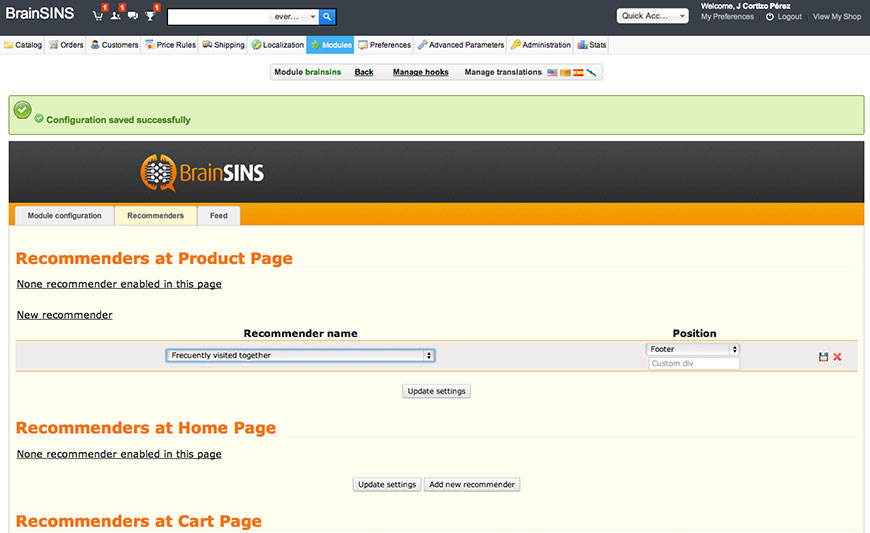 BrainSINS
1
1
1
ever...
Quick Acc...
Welcome, J Cortizo Pérez
My Preferences
Logout
View My Shop
Catalog
Orders
Customers
Price Rules
Shipping
Localization
Modules
Preferences
Advanced Parameters
Administration
Stats
Module brainsins
Back
Manage hooks
Manage translations
Configuration saved successfully
BrainSINS
Module configuration
Recommenders
Feed
Recommenders at Product Page
None recommender enabled in this page
New recommender
Recommender name
Position
Frecuently visited together
Footer
Custom div
Update settings
Recommenders at Home Page
None recommender enabled in this page
Update settings
Add new recommender
Recommenders at Cart Page